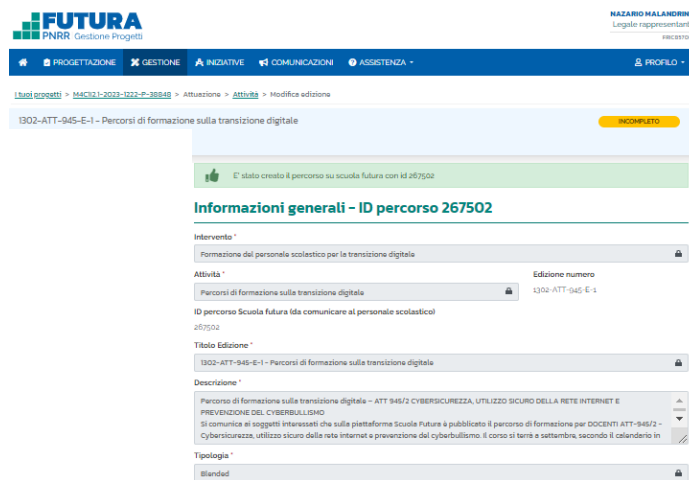 FUTURA
PNRR Gestione Progetti
NAZARIO MALANDRIN
Legale rappresentant
PROGETTAZIONE GESTIONE INIZIATIVE COMUNICAZIONI ASSISTENZA PROFILO
I tuoi progetti > M4C1I2.1-2023-1222-P-38848 > Attuazione > Attività > Modifica edizione
1302-ATT-945-E-1 - Percorsi di formazione sulla transizione digitale INCOMPLETO
E' stato creato il percorso su scuola futura con id 267502
Informazioni generali - ID percorso 267502
Intervento *
Formazione del personale scolastico per la transizione digitale
Attività * Edizione numero
Percorsi di formazione sulla transizione digitale 1302-ATT-945-E-1
ID percorso Scuola futura (da comunicare al personale scolastico)
267502
Titolo Edizione *
1302-ATT-945-E-1 - Percorsi di formazione sulla transizione digitale
Descrizione *
Percorso di formazione sulla transizione digitale – ATT 945/2 CYBERSICUREZZA, UTILIZZO SICURO DELLA RETE INTERNET E
PREVENZIONE DEL CYBERBULLISMO
Si comunica ai soggetti interessati che sulla piattaforma Scuola Futura è pubblicato il percorso di formazione per DOCENTI ATT-945/2 -
Cybersicurezza, utilizzo sicuro della rete internet e prevenzione del cyberbullismo. Il corso si terrà a settembre, secondo il calendario in
Tipologia *
Blended